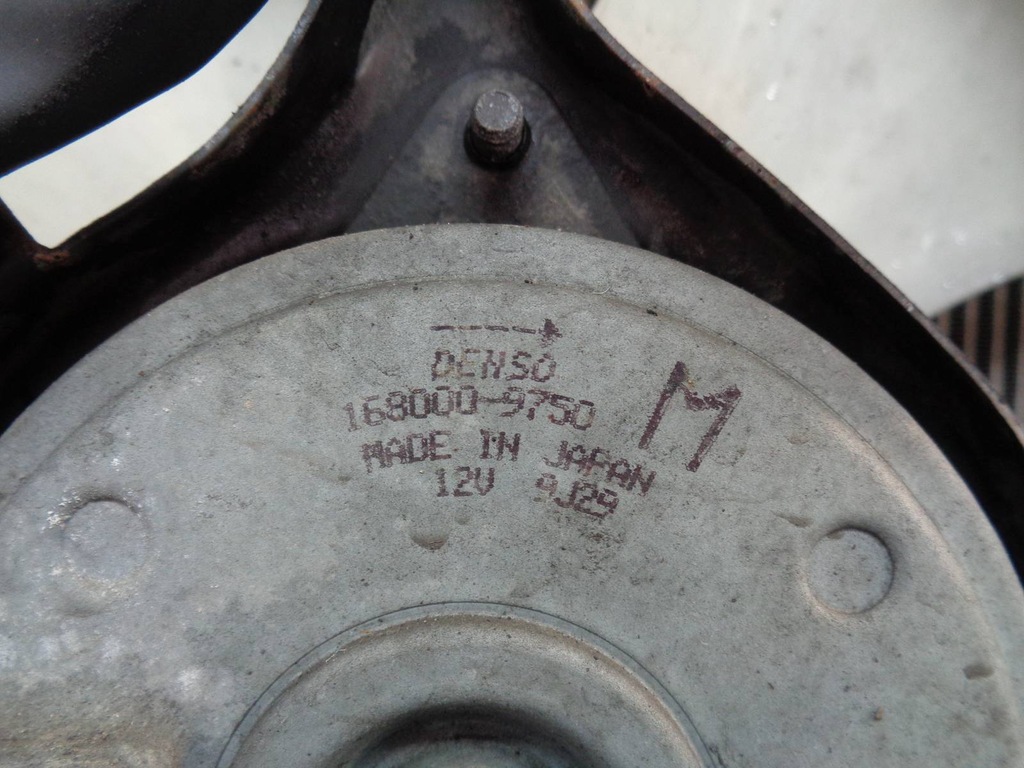 DENSO
168000-9750 M
MADE IN JAPAN
12V 9J29